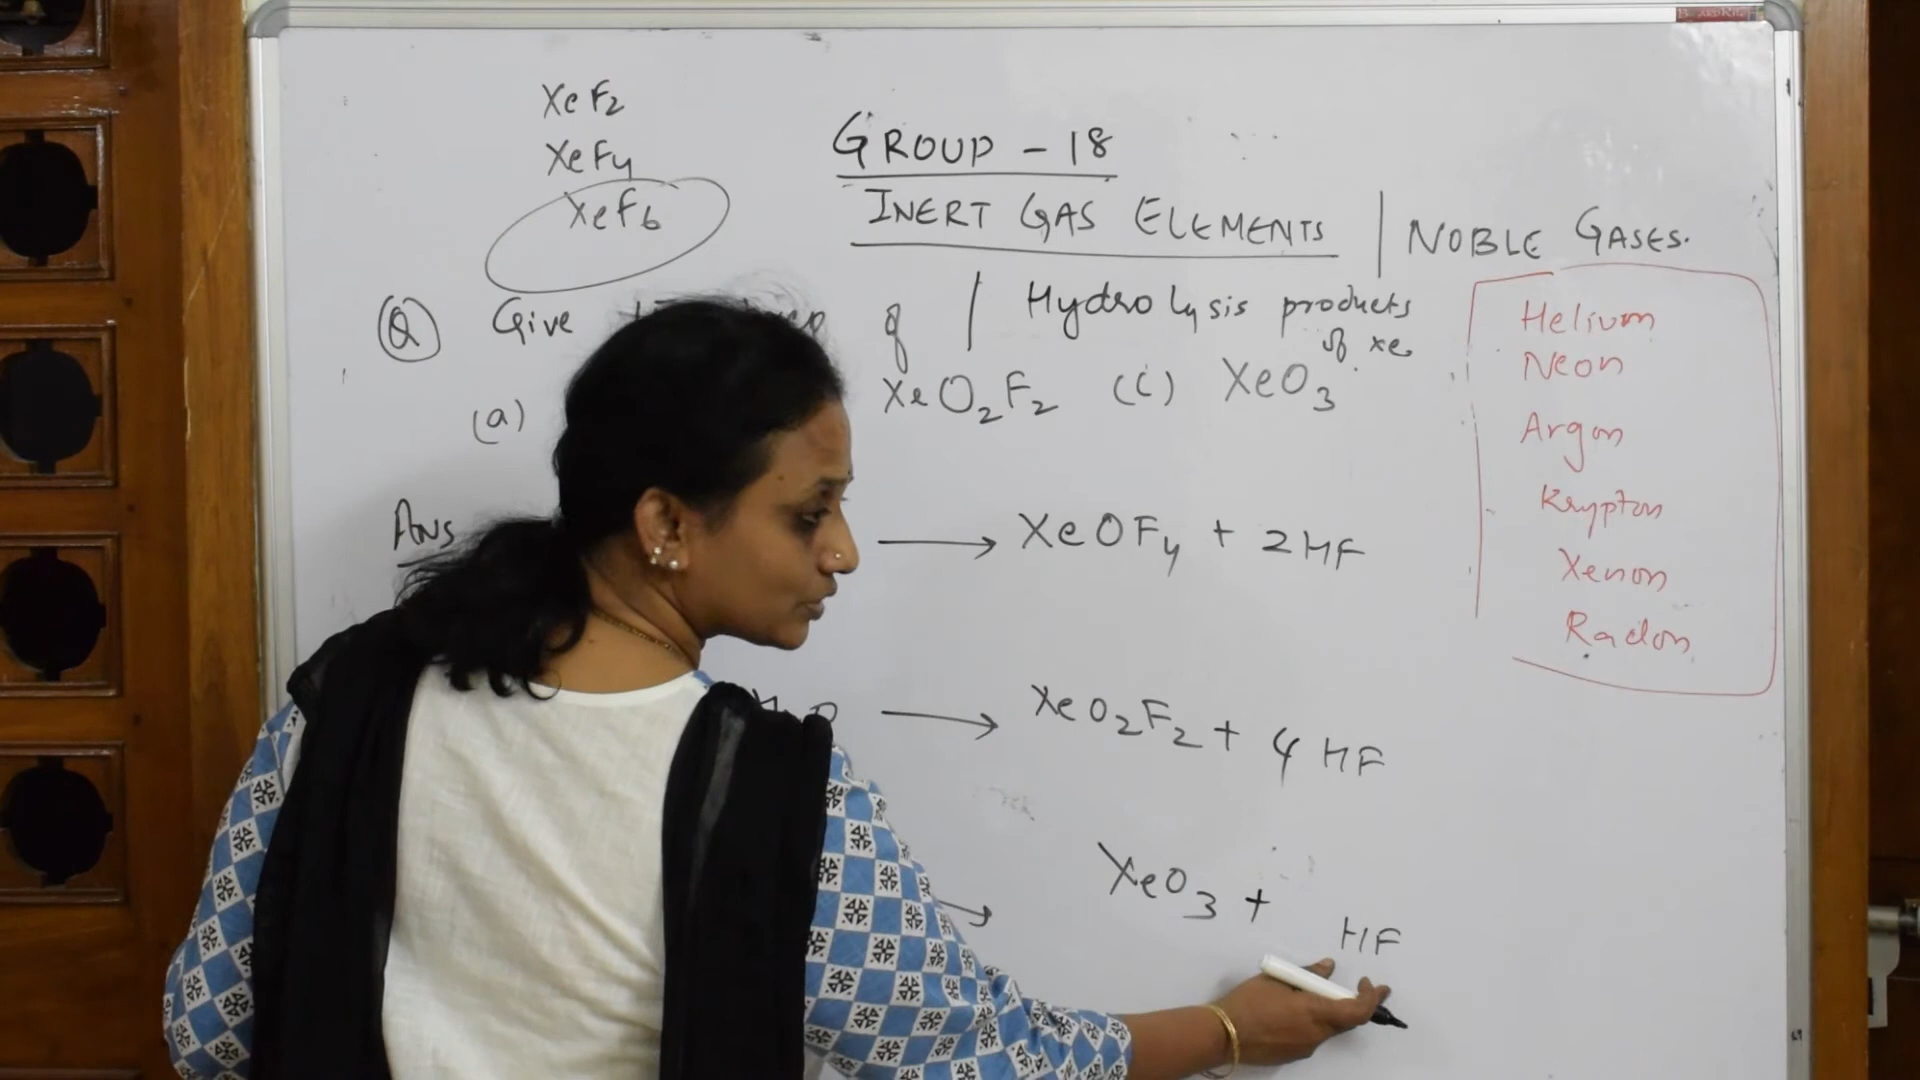 XeF2
XeF4
XeF6
GROUP - 18
INERT GAS ELEMENTS | NOBLE GASES.
Q Give of | Hydrolysis products
of xe.
(a) XeO2F2 (C) XeO3
Ans → XeOF4 + 2HF
→ XeO2F2 + 4 HF
→ XeO3 + HF
Helium
Neon
Argon
Krypton
Xenon
Radon